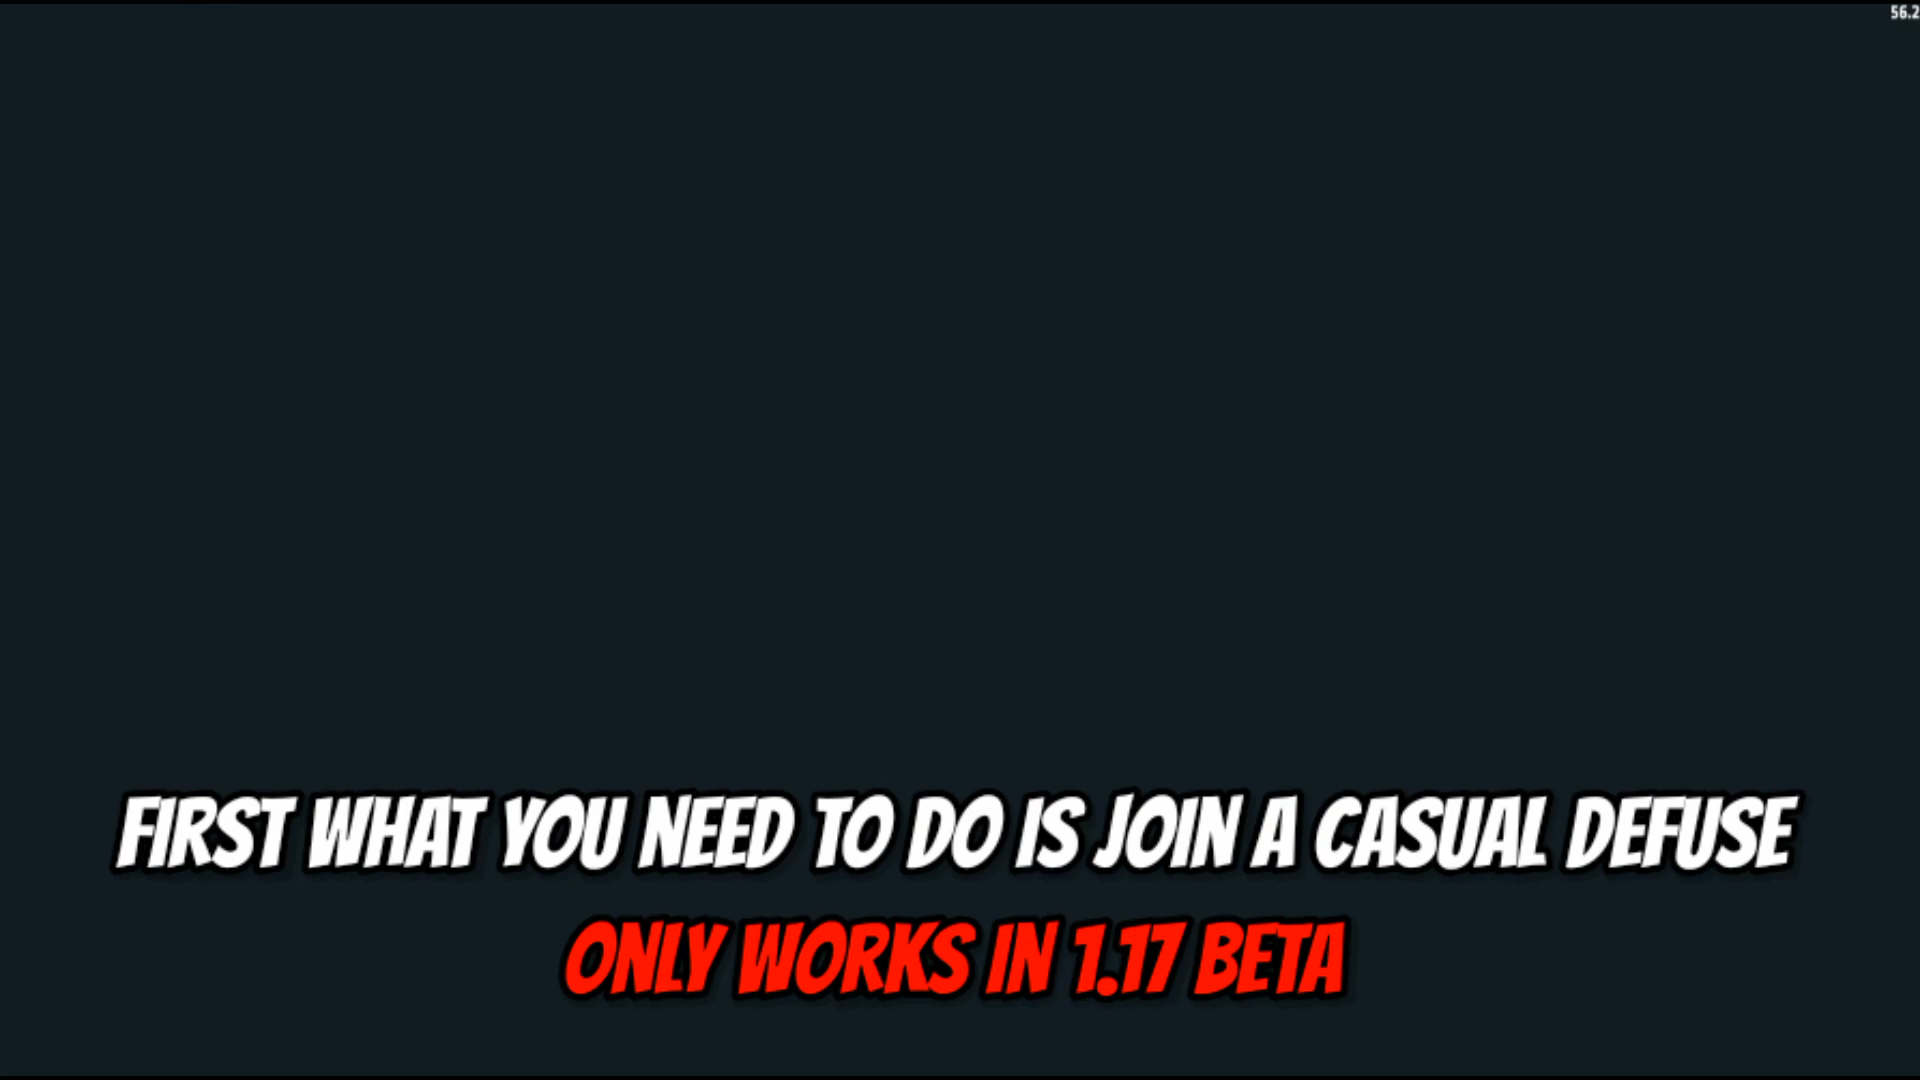 56.2
FIRST WHAT YOU NEED TO DO IS JOIN A CASUAL DEFUSE
ONLY WORKS IN 1.17 BETA